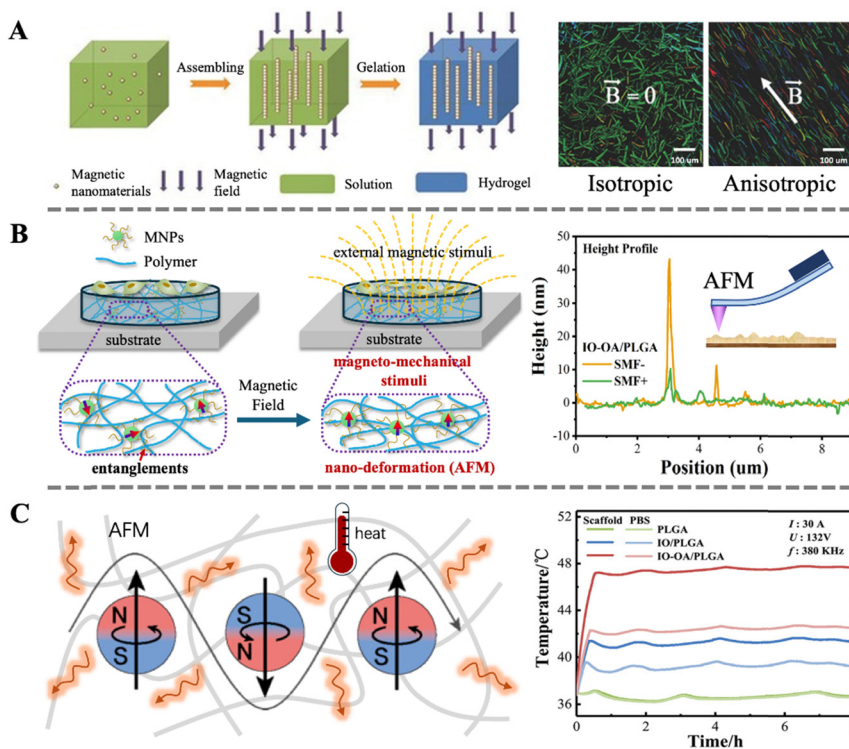 A
Assembling
Gelation
Magnetic
nanomaterials
Magnetic
field
Solution
Hydrogel
B = 0
100 um
Isotropic
B
100 um
Anisotropic
B
MNPs
Polymer
substrate
external magnetic stimuli
substrate
magneto-mechanical
stimuli
Magnetic
Field
entanglements
nano-deformation (AFM)
Height Profile
AFM
IO-OA/PLGA
SMF-
SMF+
Height (nm)
50
40
30
20
10
0
-10
0 2 4 6 8
Position (um)
C
AFM
heat
N
S
S
N
N
S
Scaffold PBS
PLGA
IO/PLGA
IO-OA/PLGA
I : 30 A
U : 132V
f : 380 KHz
Temperature/℃
52
48
44
40
36
0 2 4 6 8
Time/h